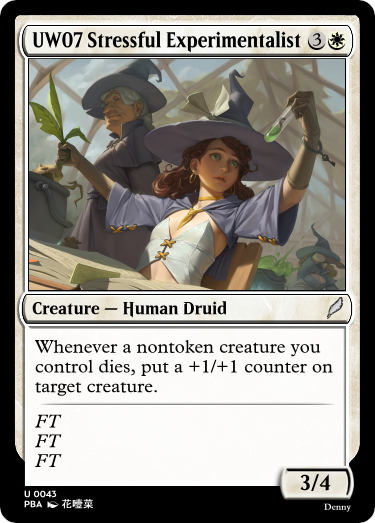 UW07 Stressful Experimentalist 3
Creature — Human Druid
Whenever a nontoken creature you
control dies, put a +1/+1 counter on
target creature.
FT
FT
FT
3/4
U 0043
PBA 花噎菜
Denny